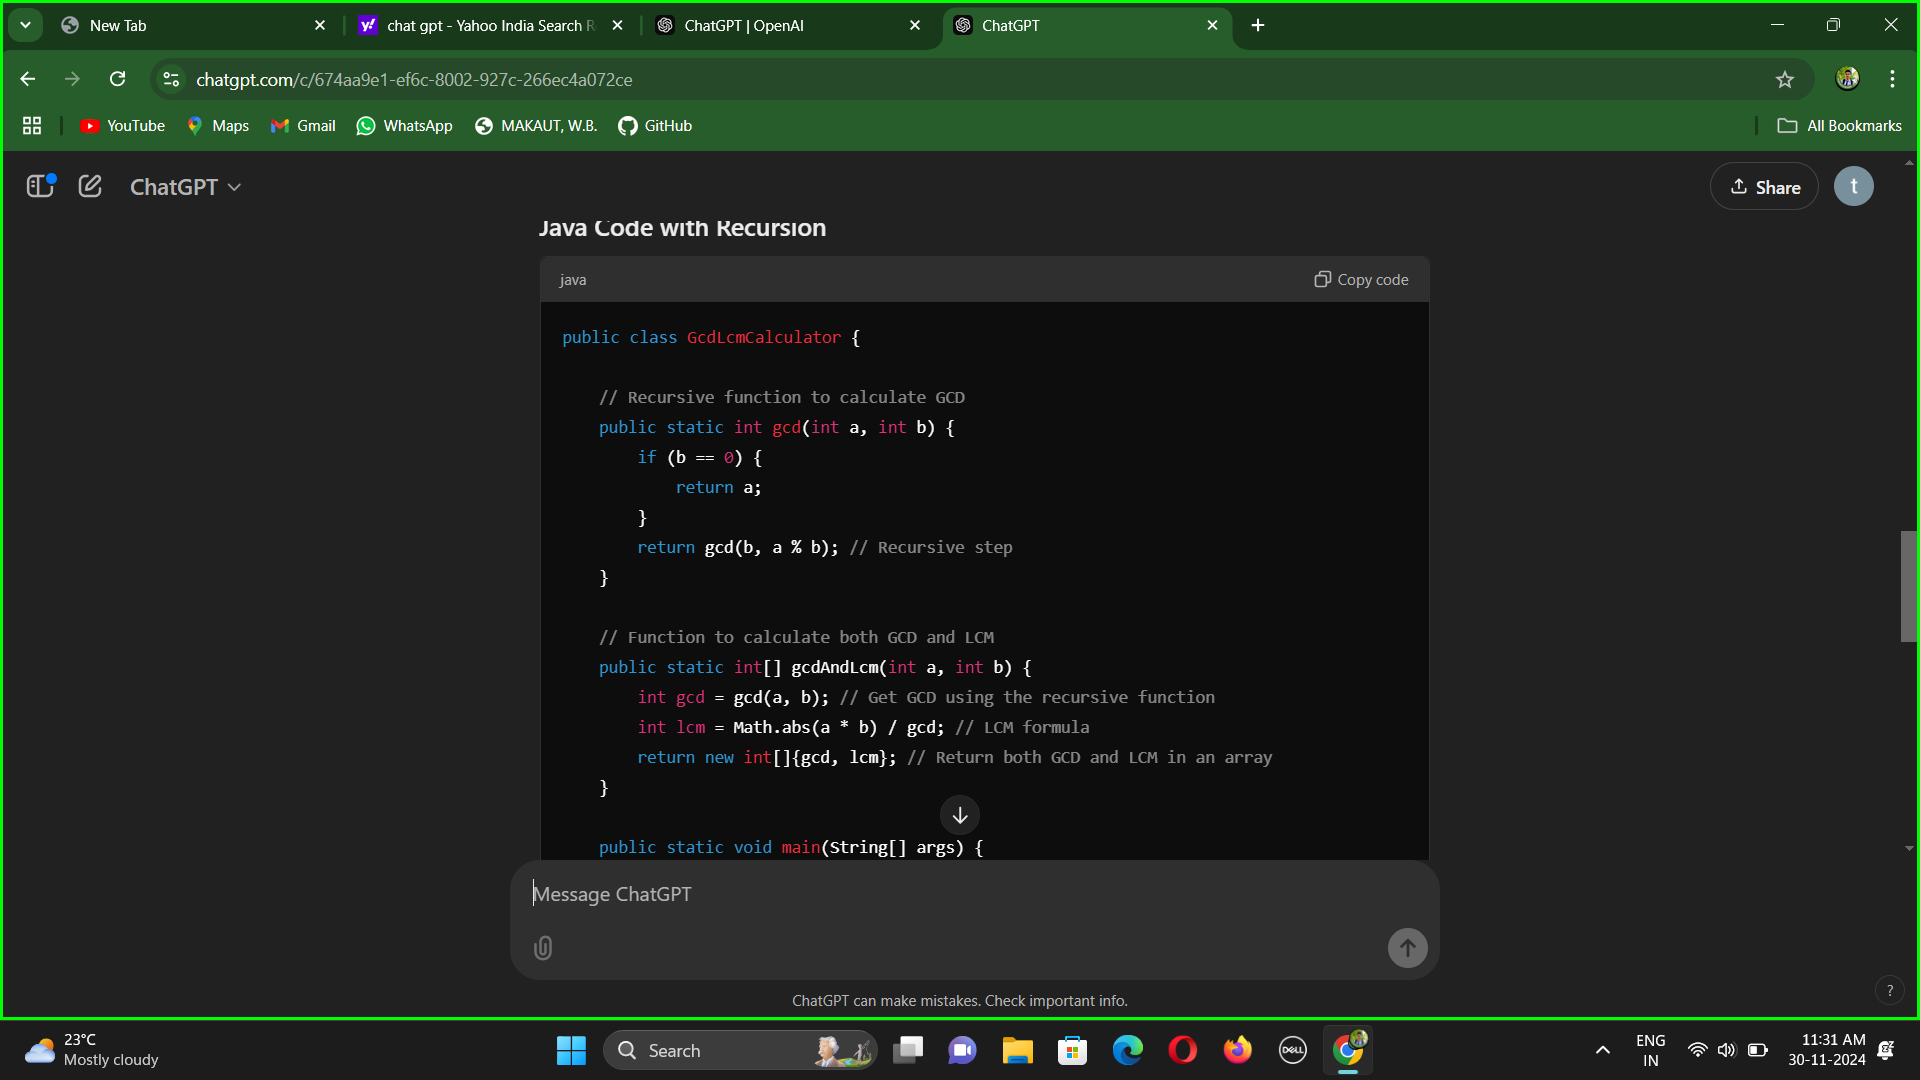 New Tab
chat gpt - Yahoo India Search R
ChatGPT | OpenAI
ChatGPT
chatgpt.com/c/674aa9e1-ef6c-8002-927c-266ec4a072ce
YouTube
Maps
Gmail
WhatsApp
MAKAUT, W.B.
GitHub
All Bookmarks
ChatGPT
Share
t
Java Code with Recursion
java
Copy code
public class GcdLcmCalculator {
// Recursive function to calculate GCD
public static int gcd(int a, int b) {
if (b == 0) {
return a;
}
return gcd(b, a % b); // Recursive step
}
// Function to calculate both GCD and LCM
public static int[] gcdAndLcm(int a, int b) {
int gcd = gcd(a, b); // Get GCD using the recursive function
int lcm = Math.abs(a * b) / gcd; // LCM formula
return new int[]{gcd, lcm}; // Return both GCD and LCM in an array
}
public static void main(String[] args) {
Message ChatGPT
ChatGPT can make mistakes. Check important info.
?
23°C
Mostly cloudy
Search
DELL
ENG
IN
11:31 AM
30-11-2024